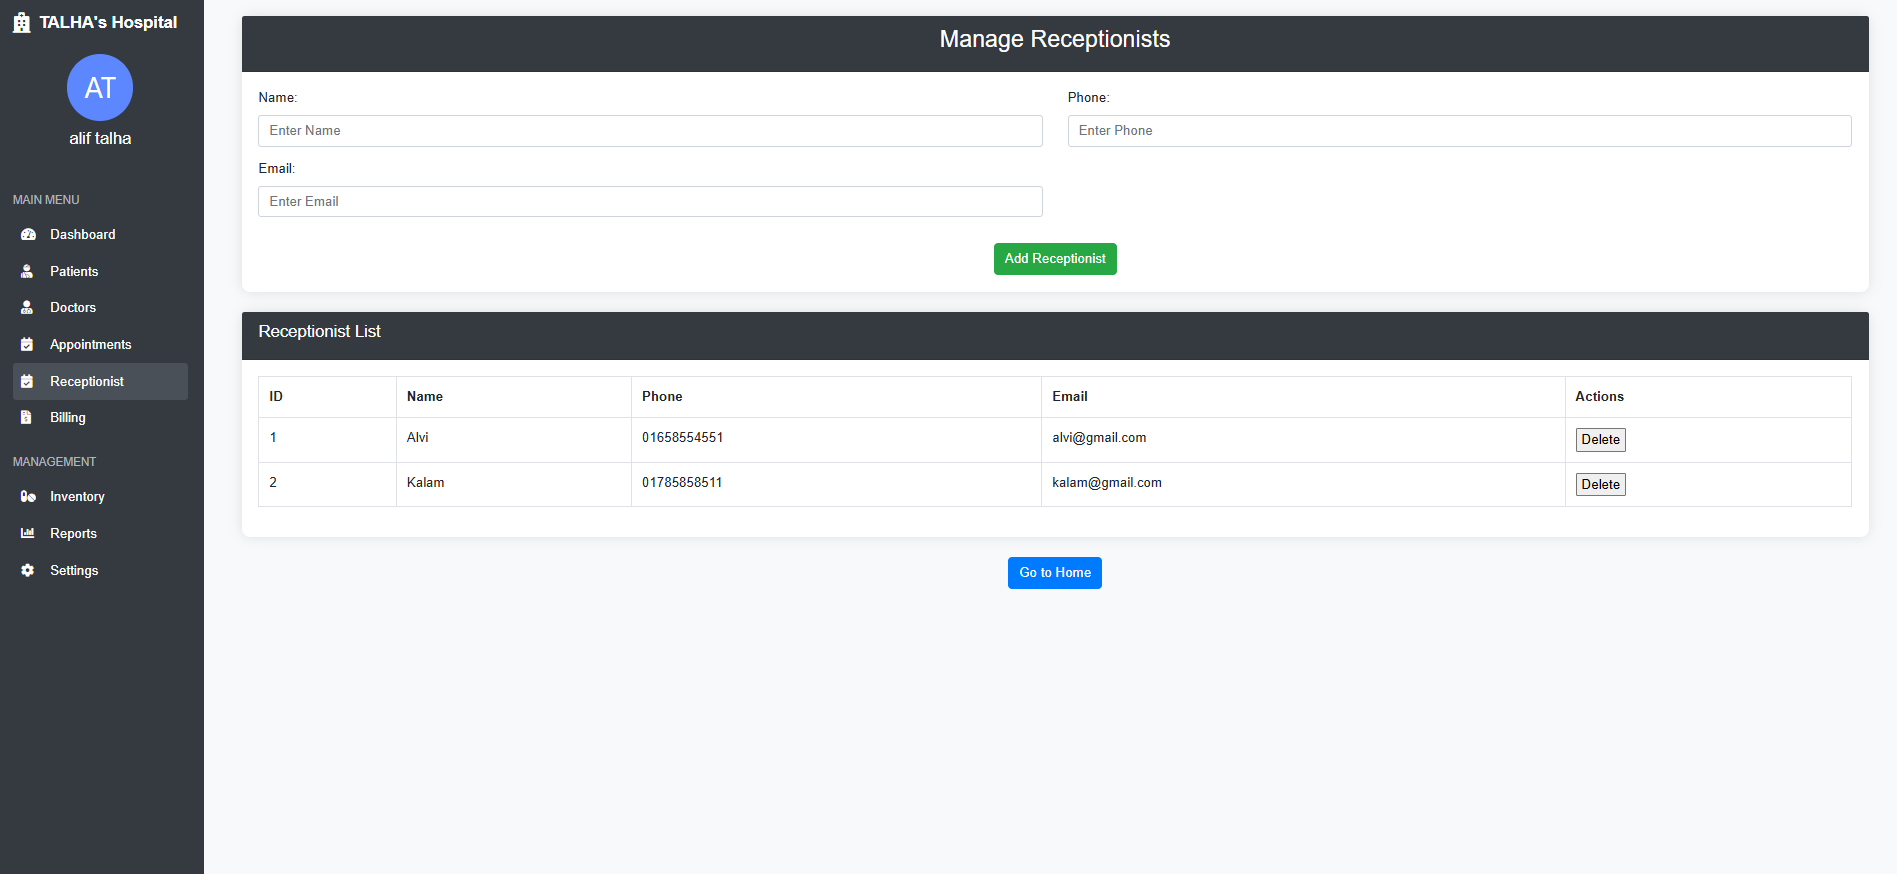 TALHA's Hospital
AT
alif talha
MAIN MENU
Dashboard
Patients
Doctors
Appointments
Receptionist
Billing
MANAGEMENT
Inventory
Reports
Settings
Manage Receptionists
Name:
Enter Name
Phone:
Enter Phone
Email:
Enter Email
Add Receptionist
Receptionist List
ID Name Phone Email Actions
1 Alvi 01658554551 alvi@gmail.com Delete
2 Kalam 01785858511 kalam@gmail.com Delete
Go to Home